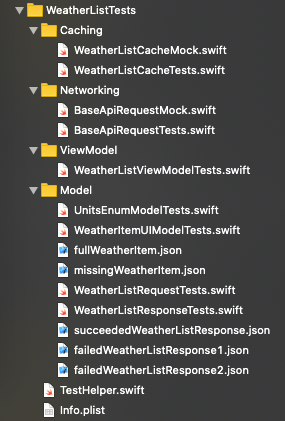 WeatherListTests
Caching
WeatherListCacheMock.swift
WeatherListCacheTests.swift
Networking
BaseApiRequestMock.swift
BaseApiRequestTests.swift
ViewModel
WeatherListViewModelTests.swift
Model
UnitsEnumModelTests.swift
WeatherItemUIModelTests.swift
fullWeatherItem.json
missingWeatherItem.json
WeatherListRequestTests.swift
WeatherListResponseTests.swift
succeededWeatherListResponse.json
failedWeatherListResponse1.json
failedWeatherListResponse2.json
TestHelper.swift
Info.plist